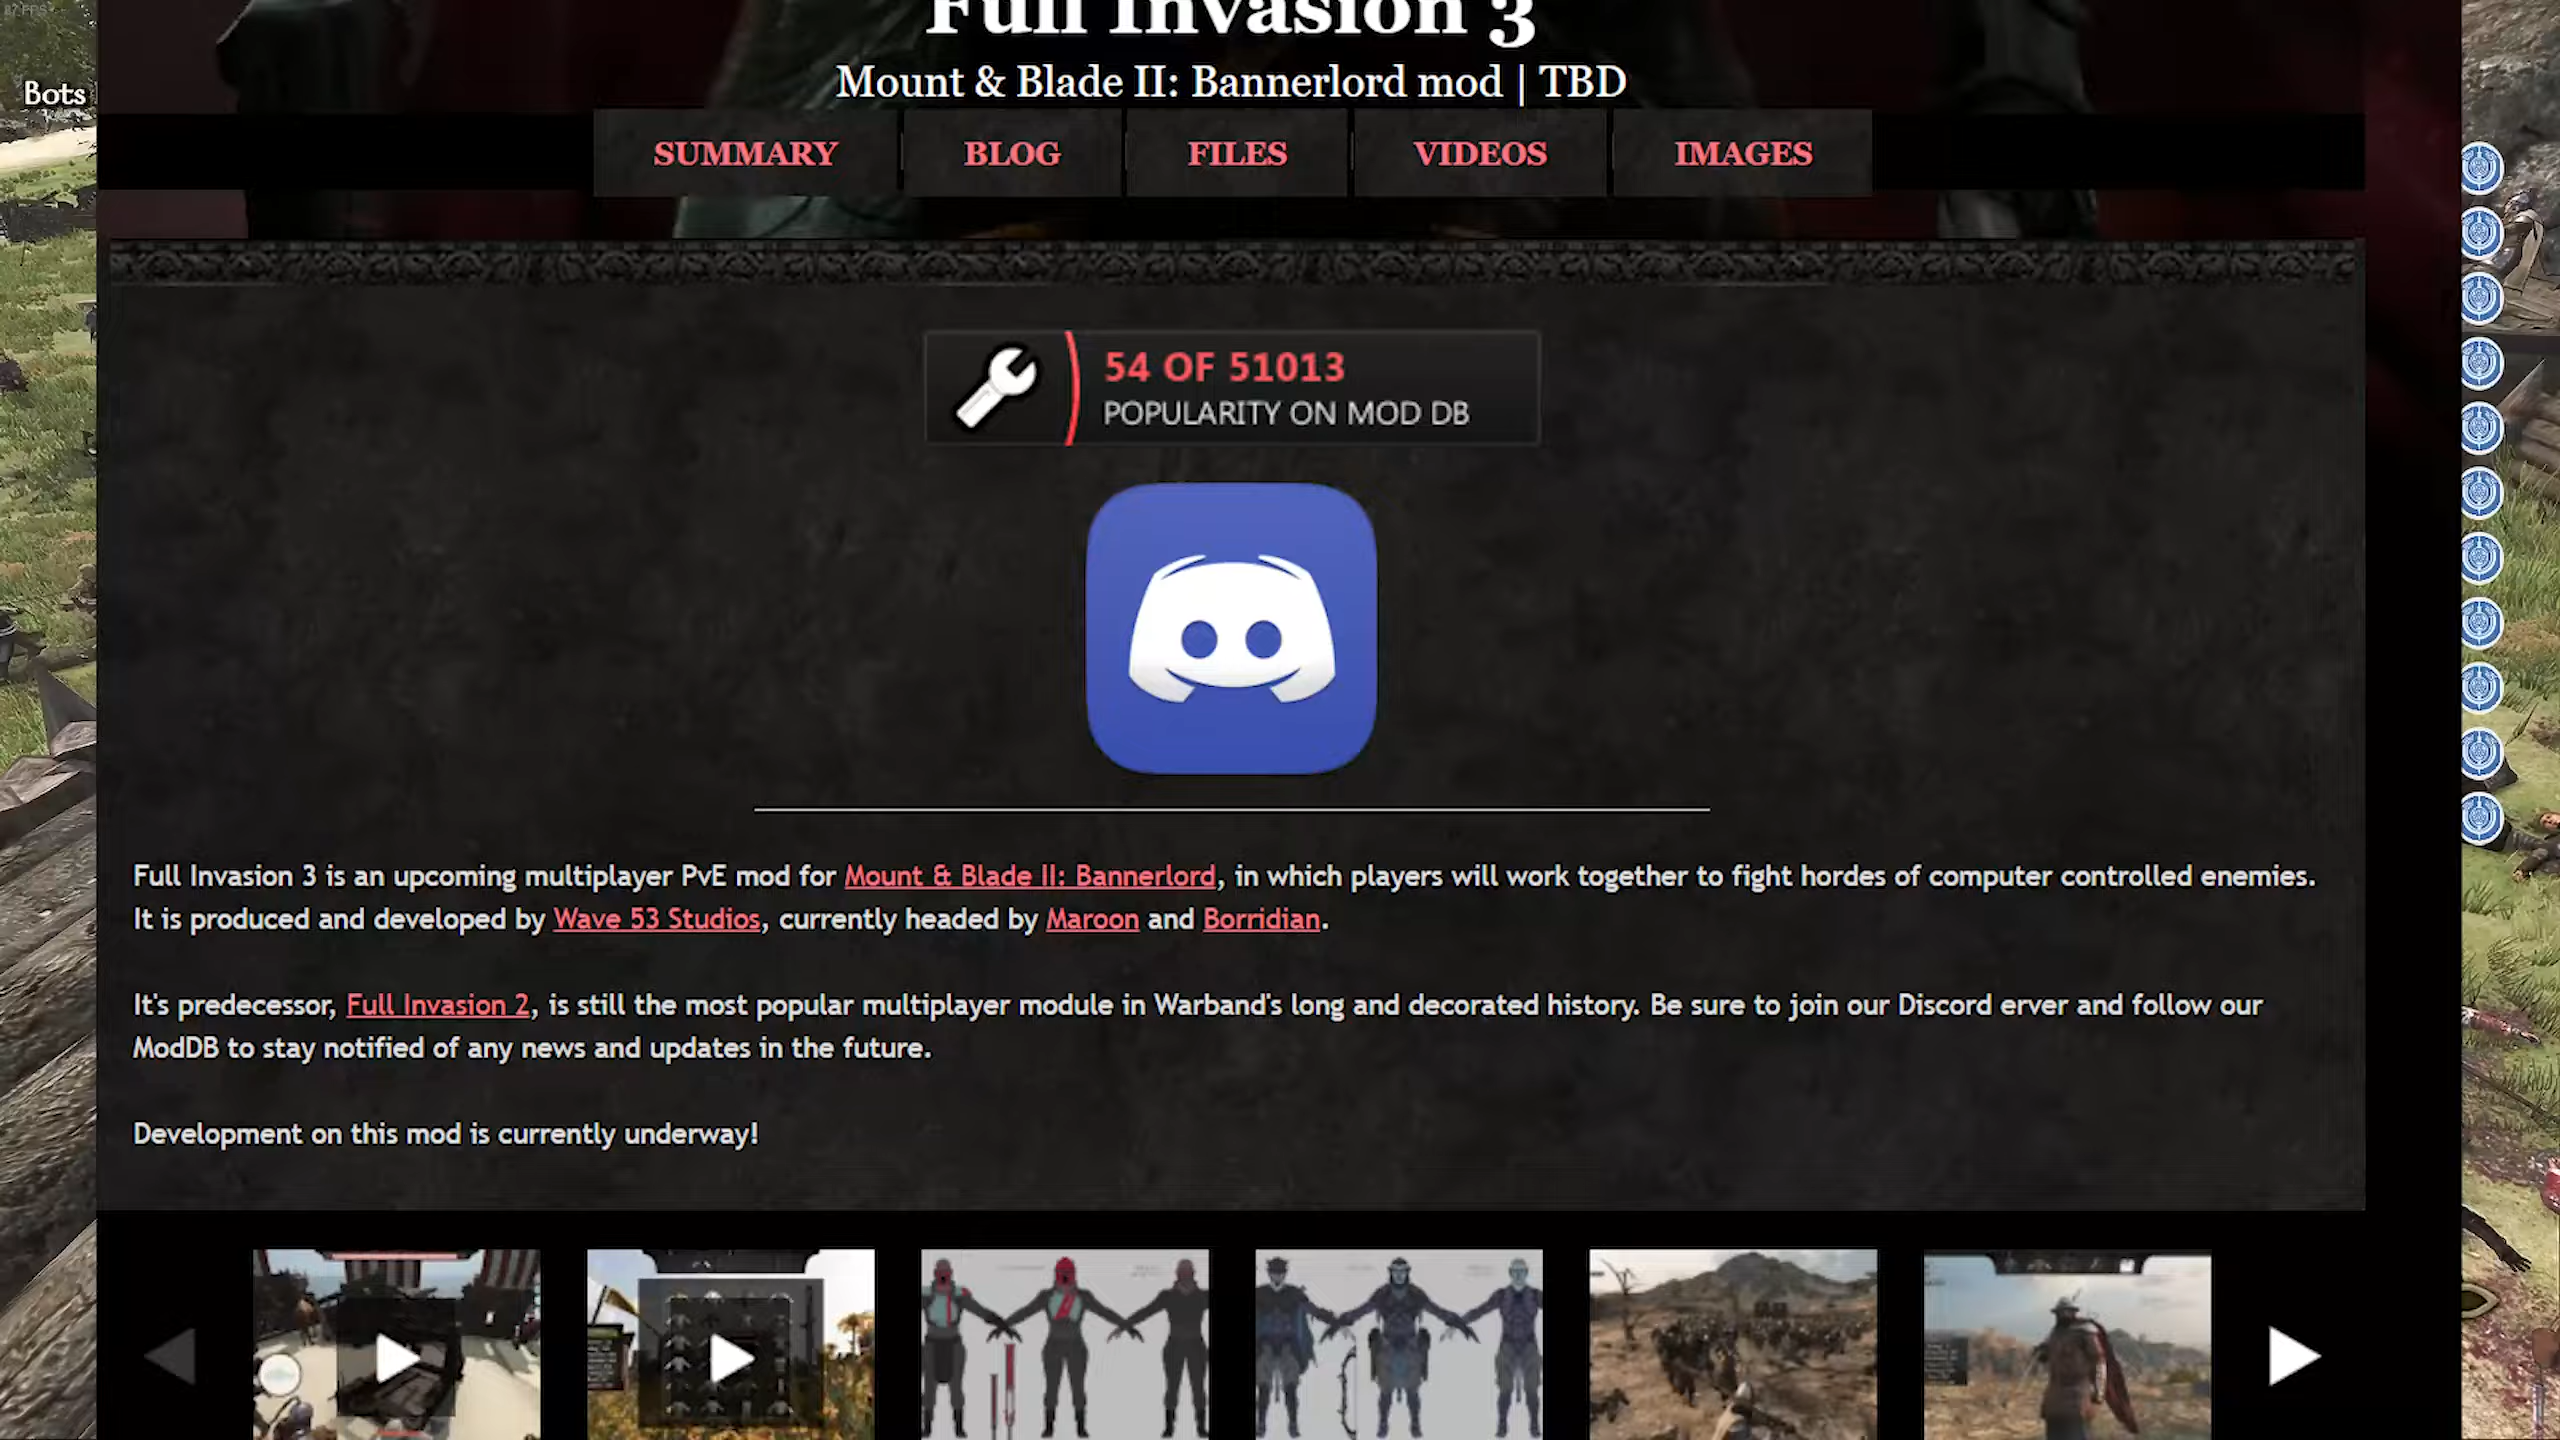 87 FPS
Full Invasion 3
Mount & Blade II: Bannerlord mod | TBD
Bots
SUMMARY
BLOG
FILES
VIDEOS
IMAGES
54 OF 51013
POPULARITY ON MOD DB
Full Invasion 3 is an upcoming multiplayer PvE mod for Mount & Blade II: Bannerlord, in which players will work together to fight hordes of computer controlled enemies.
It is produced and developed by Wave 53 Studios, currently headed by Maroon and Borridian.
It's predecessor, Full Invasion 2, is still the most popular multiplayer module in Warband's long and decorated history. Be sure to join our Discord erver and follow our
ModDB to stay notified of any news and updates in the future.
Development on this mod is currently underway!